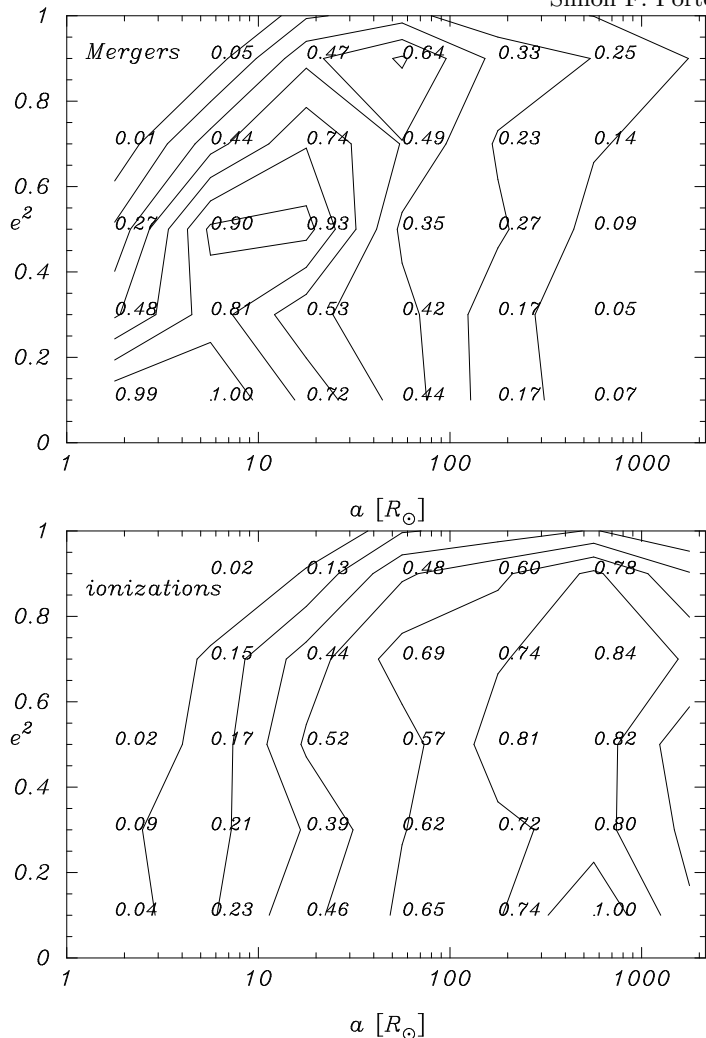 Simon F. Porte
1
Mergers 0.05 0.47 0.64 0.33 0.25
0.8
0.01 0.44 0.74 0.49 0.23 0.14
0.6
e² 0.27 0.90 0.93 0.35 0.27 0.09
0.4
0.48 0.81 0.53 0.42 0.17 0.05
0.2
0.99 1.00 0.72 0.44 0.17 0.07
0
1 10 100 1000
a [R⊙]
1
0.02 0.13 0.48 0.60 0.78
ionizations
0.8
0.15 0.44 0.69 0.74 0.84
0.6
e² 0.02 0.17 0.52 0.57 0.81 0.82
0.4
0.09 0.21 0.39 0.62 0.72 0.80
0.2
0.04 0.23 0.46 0.65 0.74 1.00
0
1 10 100 1000
a [R⊙]